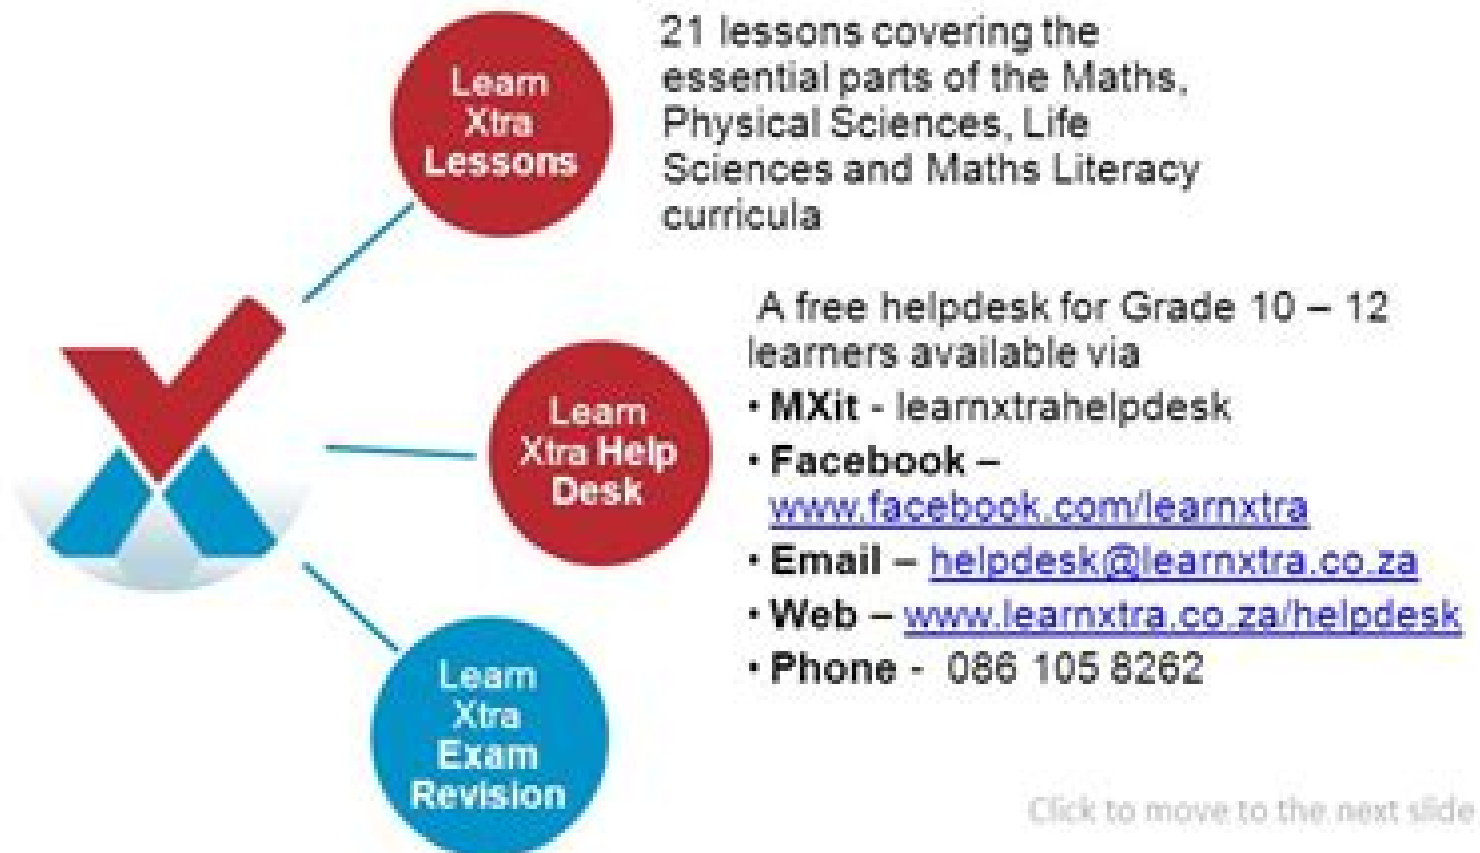 Learn
Xtra
Lessons
21 lessons covering the
essential parts of the Maths,
Physical Sciences, Life
Sciences and Maths Literacy
curricula
Learn
Xtra Help
Desk
A free helpdesk for Grade 10 – 12
learners available via
• MXit - learnxtrahelpdesk
• Facebook –
www.facebook.com/learnxtra
• Email – helpdesk@learnxtra.co.za
• Web – www.learnxtra.co.za/helpdesk
• Phone - 086 105 8262
Learn
Xtra
Exam
Revision
Click to move to the next slide